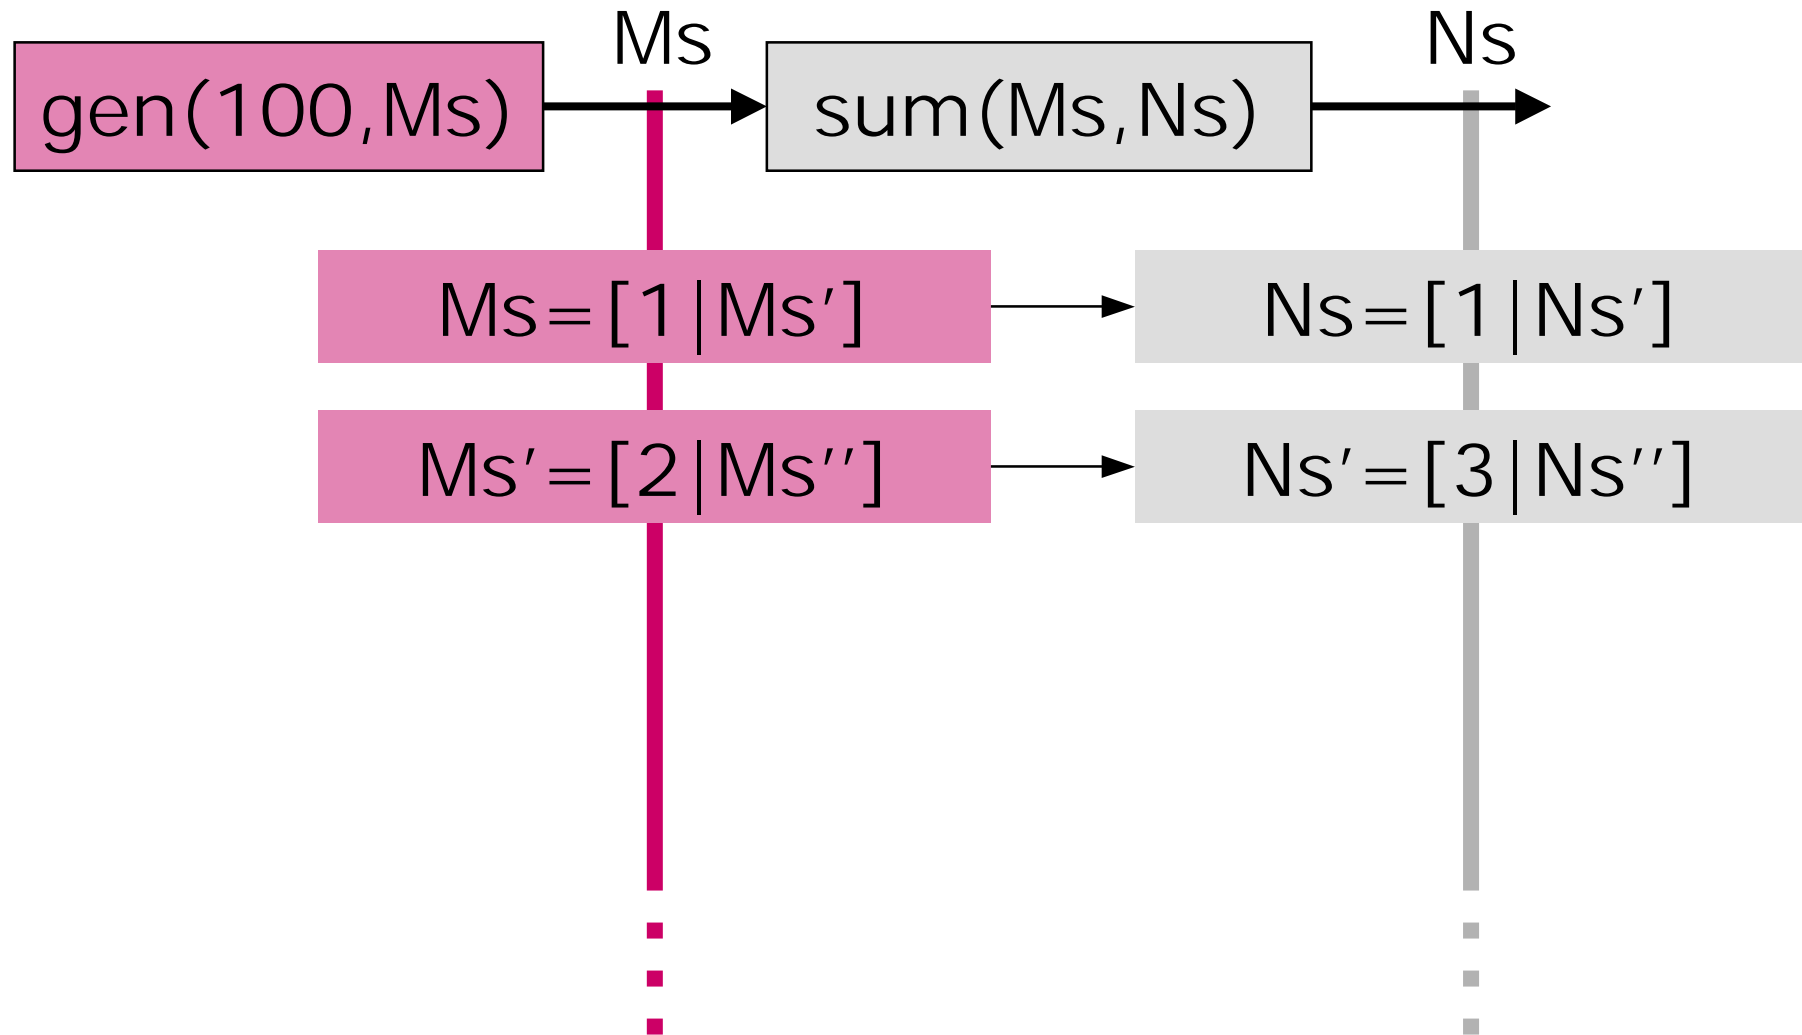 Ms
Ns
gen(100,Ms)
sum(Ms,Ns)
Ms=[1|Ms′]
Ns=[1|Ns′]
Ms′=[2|Ms′′]
Ns′=[3|Ns′′]